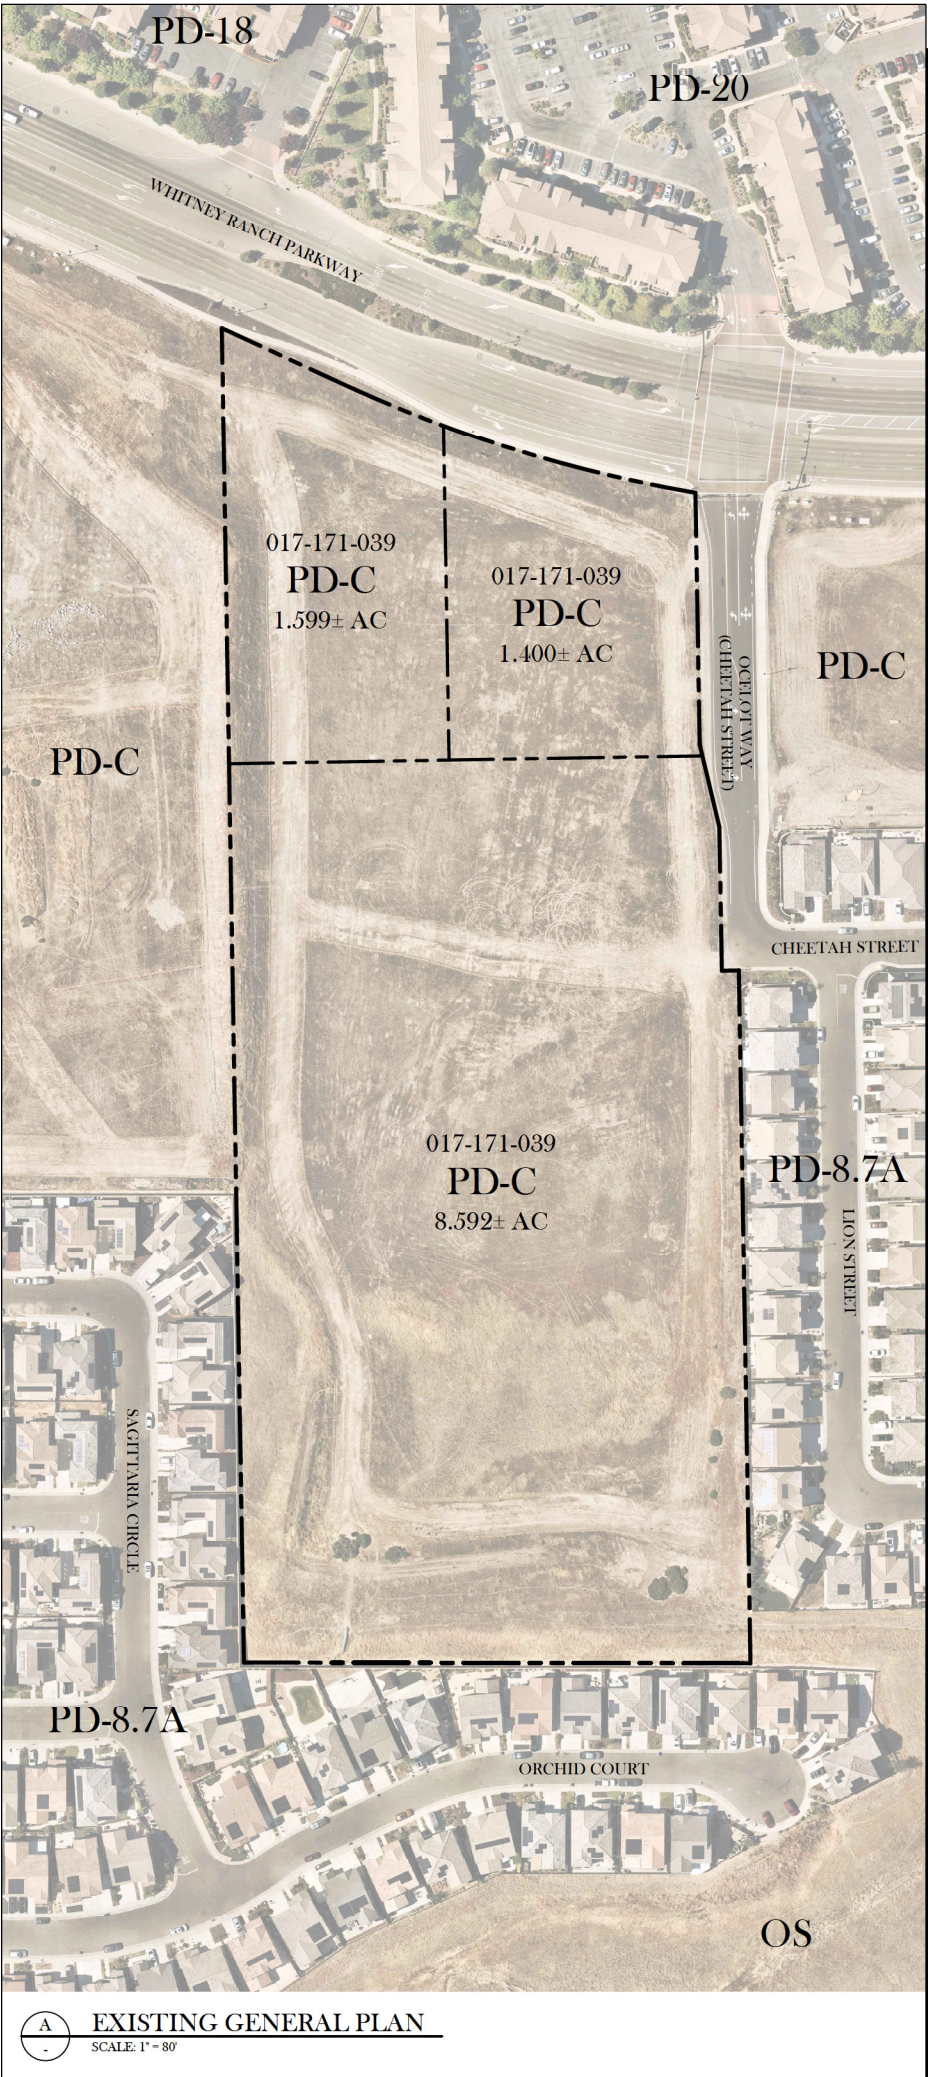 PD-18
PD-20
WHITNEY RANCH PARKWAY
017-171-039
PD-C
1.599± AC
017-171-039
PD-C
1.400± AC
OCELOT WAY
(CHEETAH STREET)
PD-C
PD-C
CHEETAH STREET
017-171-039
PD-C
8.592± AC
PD-8.7A
LION STREET
SAGITTARIA CIRCLE
PD-8.7A
ORCHID COURT
OS
A
-
EXISTING GENERAL PLAN
SCALE: 1" = 80'